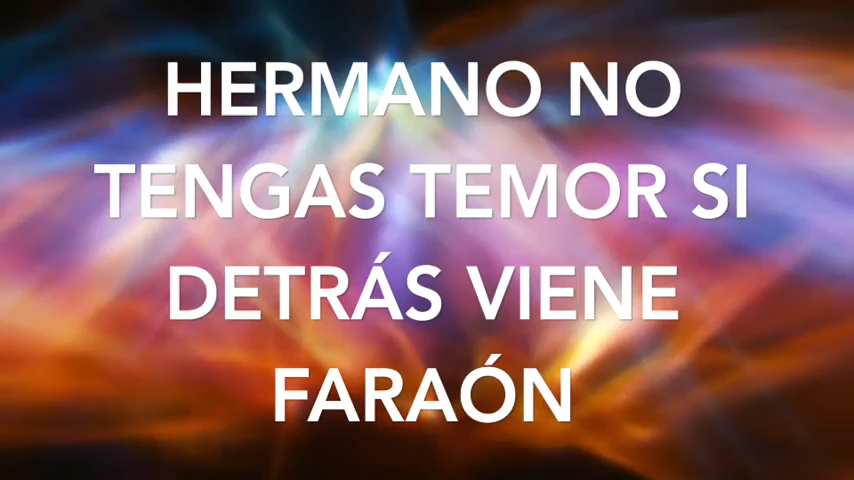 HERMANO NO
TENGAS TEMOR SI
DETRÁS VIENE
FARAÓN